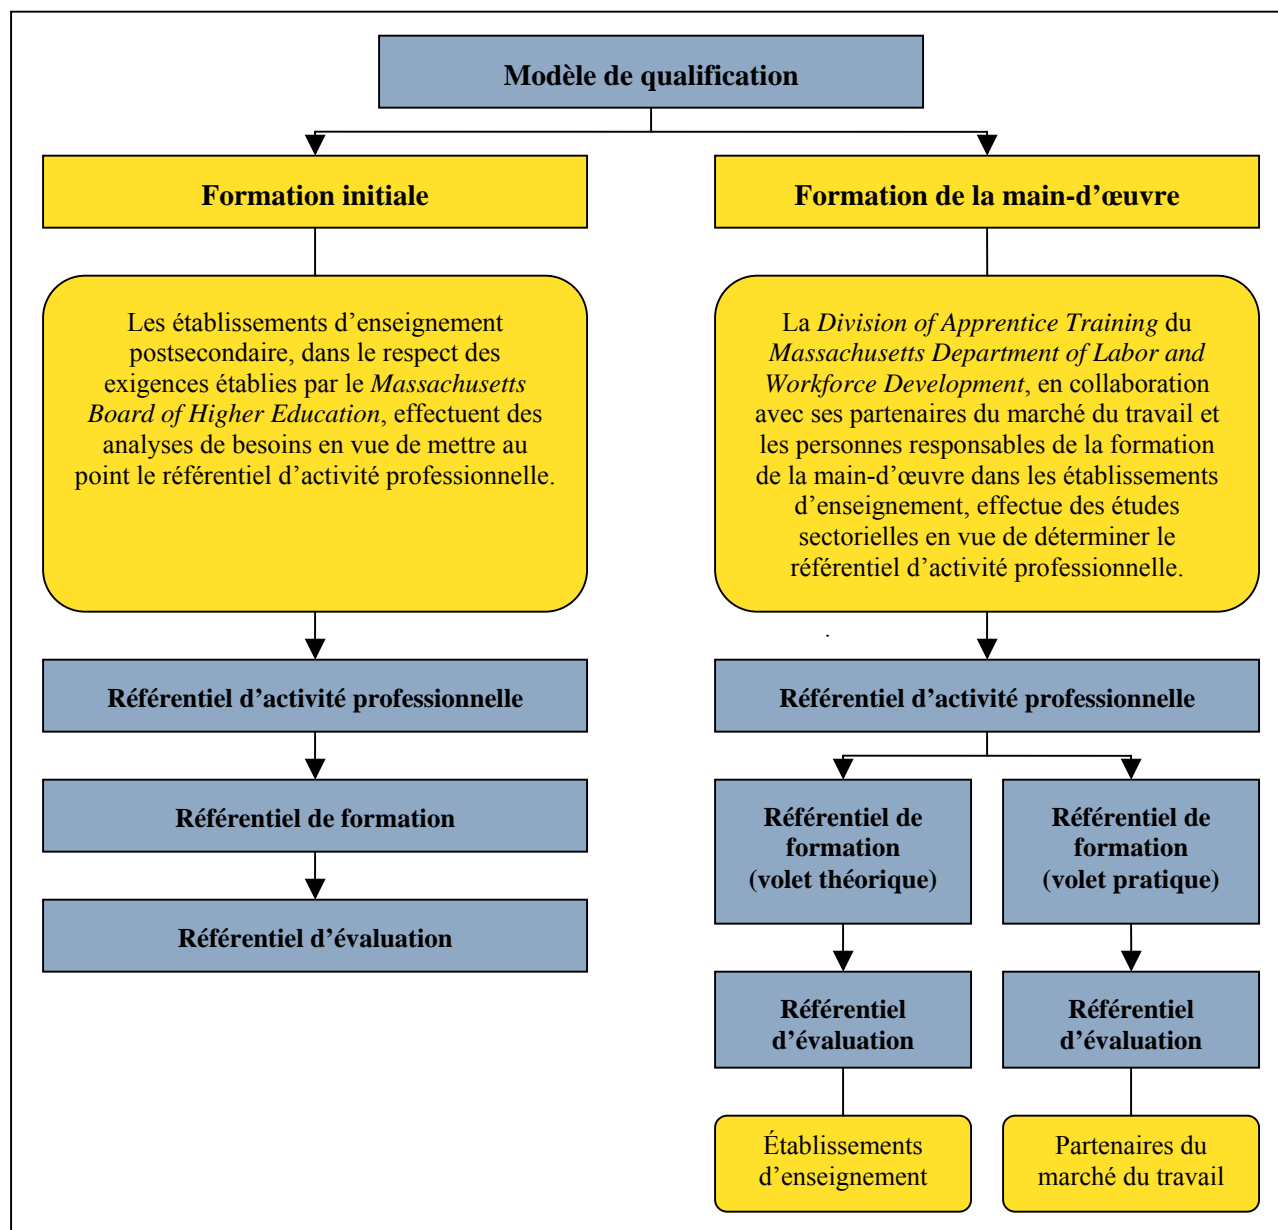 Modèle de qualification
Formation initiale
Les établissements d’enseignement
postsecondaire, dans le respect des
exigences établies par le Massachusetts
Board of Higher Education, effectuent des
analyses de besoins en vue de mettre au
point le référentiel d’activité professionnelle.
Référentiel d’activité professionnelle
Référentiel de formation
Référentiel d’évaluation
Formation de la main-d’œuvre
La Division of Apprentice Training du
Massachusetts Department of Labor and
Workforce Development, en collaboration
avec ses partenaires du marché du travail et
les personnes responsables de la formation
de la main-d’œuvre dans les établissements
d’enseignement, effectue des études
sectorielles en vue de déterminer le
référentiel d’activité professionnelle.
Référentiel d’activité professionnelle
Référentiel de
formation
(volet théorique)
Référentiel
d’évaluation
Établissements
d’enseignement
Référentiel de
formation
(volet pratique)
Référentiel
d’évaluation
Partenaires du
marché du travail